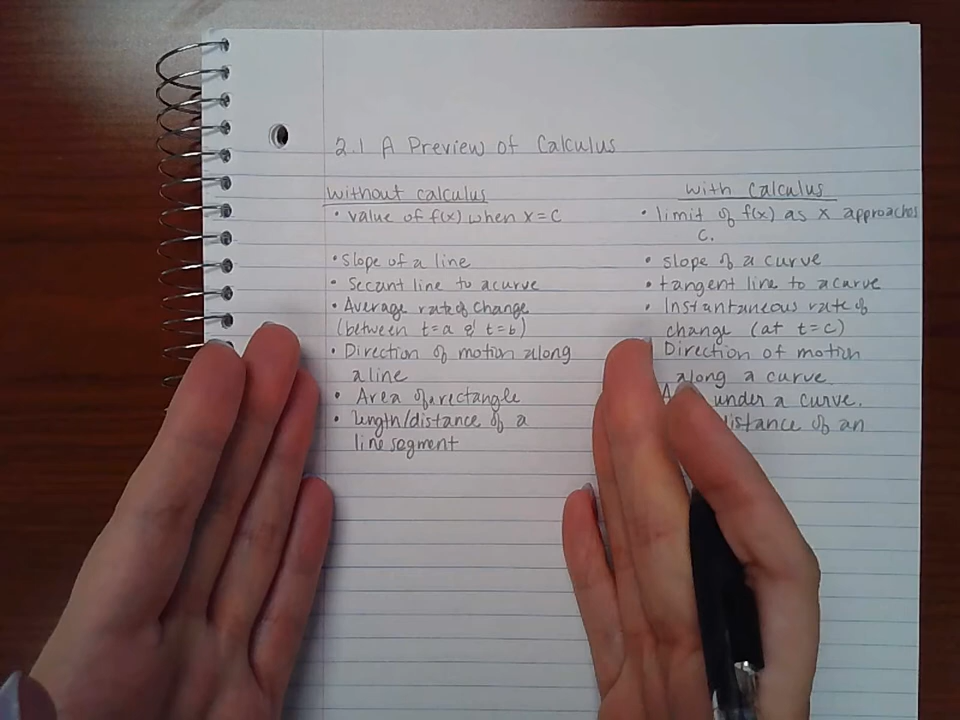 2.1 A Preview of Calculus
without calculus
• value of f(x) when x=c
• Slope of a line
• Secant line to a curve
• Average rate of change
(between t=a & t=b)
• Direction of motion along
a line
• Area of a rectangle
• length/distance of a
line segment
with calculus
• limit of f(x) as x approaches
c.
• slope of a curve
• tangent line to a curve
• Instantaneous rate of
change (at t=c)
Direction of motion
along a curve
under a curve.
distance of an